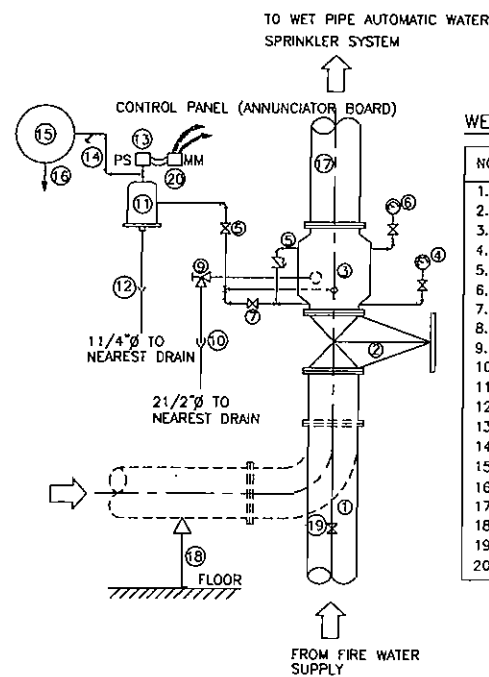 TO WET PIPE AUTOMATIC WATER
SPRINKLER SYSTEM
CONTROL PANEL (ANNUNCIATOR BOARD)
WE
NO
1.
2.
3.
4.
5.
6.
7.
8.
9.
10
11
12
13
14
15
16
17
18
19
20
15
14
16
13
PS
MM
20
11
12
17
5
5
6
4
3
9
7
10
2
11/4"Ø TO
NEAREST DRAIN
21/2"Ø TO
NEAREST DRAIN
19
1
18
FLOOR
FROM FIRE WATER
SUPPLY